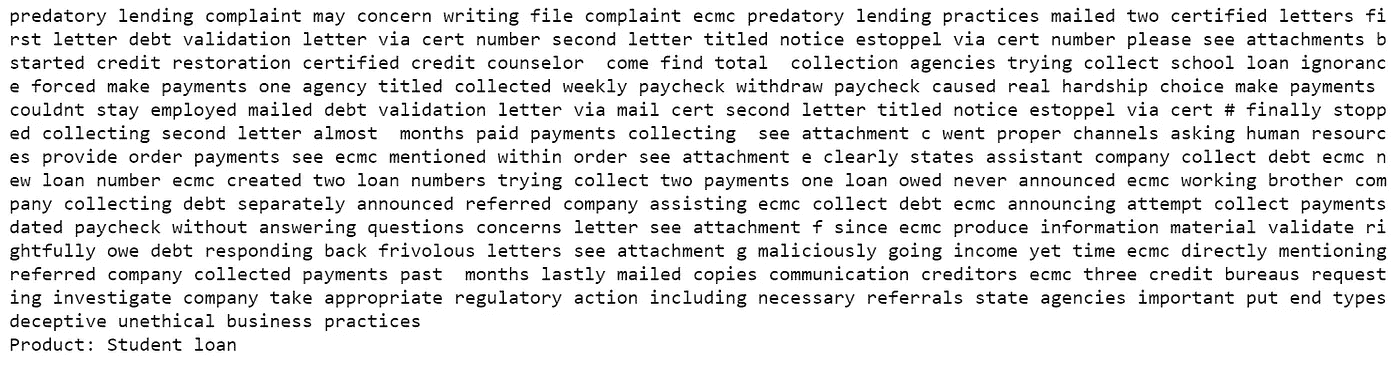 predatory lending complaint may concern writing file complaint ecmc predatory lending practices mailed two certified letters fi
rst letter debt validation letter via cert number second letter titled notice estoppel via cert number please see attachments b
started credit restoration certified credit counselor  come find total  collection agencies trying collect school loan ignoranc
e forced make payments one agency titled collected weekly paycheck withdraw paycheck caused real hardship choice make payments
couldnt stay employed mailed debt validation letter via mail cert second letter titled notice estoppel via cert # finally stopp
ed collecting second letter almost  months paid payments collecting  see attachment c went proper channels asking human resourc
es provide order payments see ecmc mentioned within order see attachment e clearly states assistant company collect debt ecmc n
ew loan number ecmc created two loan numbers trying collect two payments one loan owed never announced ecmc working brother com
pany collecting debt separately announced referred company assisting ecmc collect debt ecmc announcing attempt collect payments
dated paycheck without answering questions concerns letter see attachment f since ecmc produce information material validate ri
ghtfully owe debt responding back frivolous letters see attachment g maliciously going income yet time ecmc directly mentioning
referred company collected payments past  months lastly mailed copies communication creditors ecmc three credit bureaus request
ing investigate company take appropriate regulatory action including necessary referrals state agencies important put end types
deceptive unethical business practices
Product: Student loan